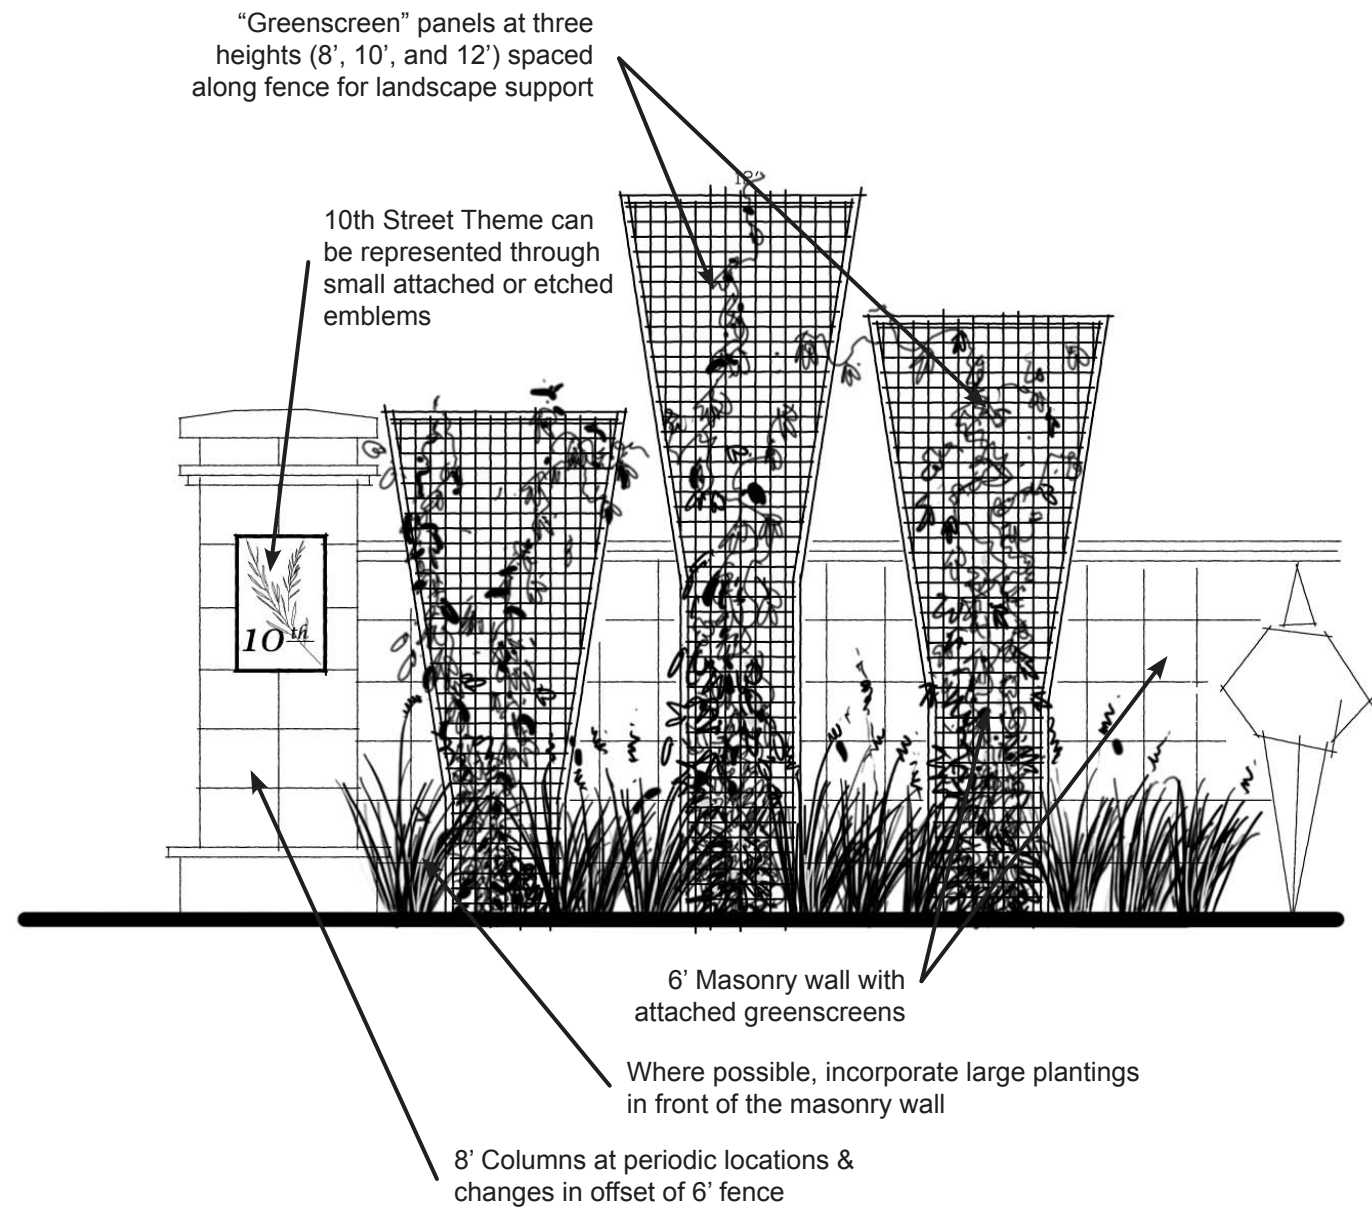 “Greenscreen” panels at three
heights (8’, 10’, and 12’) spaced
along fence for landscape support
12’
10th Street Theme can
be represented through
small attached or etched
emblems
10th
6’ Masonry wall with
attached greenscreens
Where possible, incorporate large plantings
in front of the masonry wall
8’ Columns at periodic locations &
changes in offset of 6’ fence